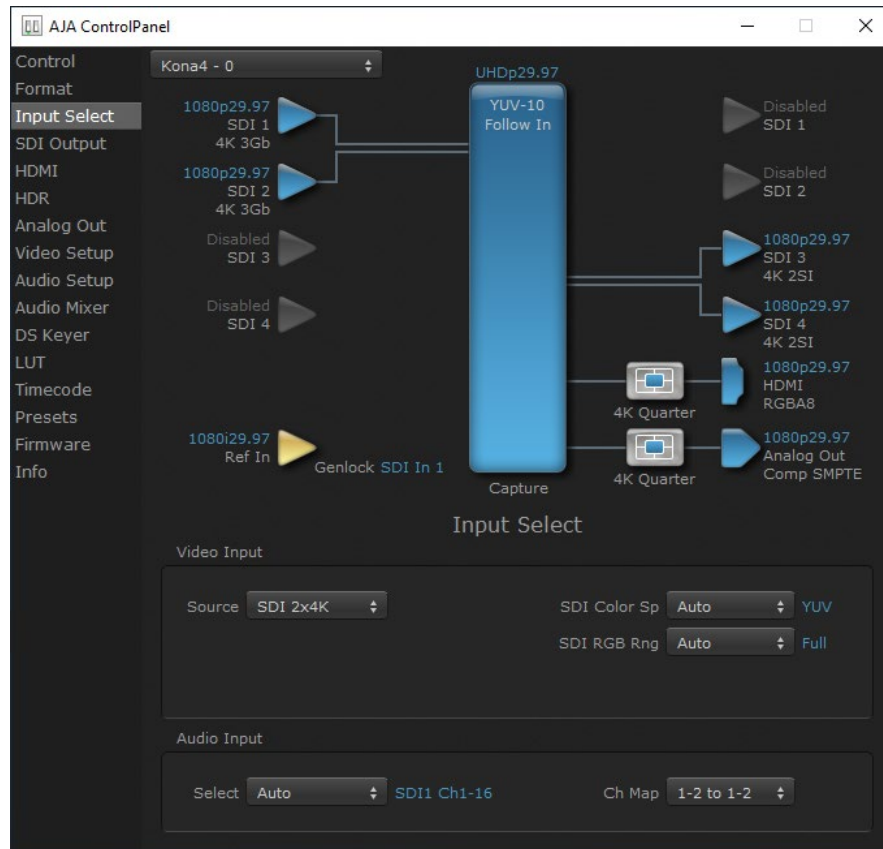 AJA ControlPanel
Control
Format
Input Select
SDI Output
HDMI
HDR
Analog Out
Video Setup
Audio Setup
Audio Mixer
DS Keyer
LUT
Timecode
Presets
Firmware
Info
Kona4 - 0
UHDp29.97
YUV-10
Follow In
1080p29.97
SDI 1
4K 3Gb
1080p29.97
SDI 2
4K 3Gb
Disabled
SDI 3
Disabled
SDI 4
1080i29.97
Ref In
Genlock SDI In 1
Capture
Disabled
SDI 1
Disabled
SDI 2
1080p29.97
SDI 3
4K 2SI
1080p29.97
SDI 4
4K 2SI
4K Quarter
1080p29.97
HDMI
RGBA8
4K Quarter
1080p29.97
Analog Out
Comp SMPTE
Input Select
Video Input
Source SDI 2x4K
SDI Color Sp Auto YUV
SDI RGB Rng Auto Full
Audio Input
Select Auto SDI1 Ch1-16
Ch Map 1-2 to 1-2